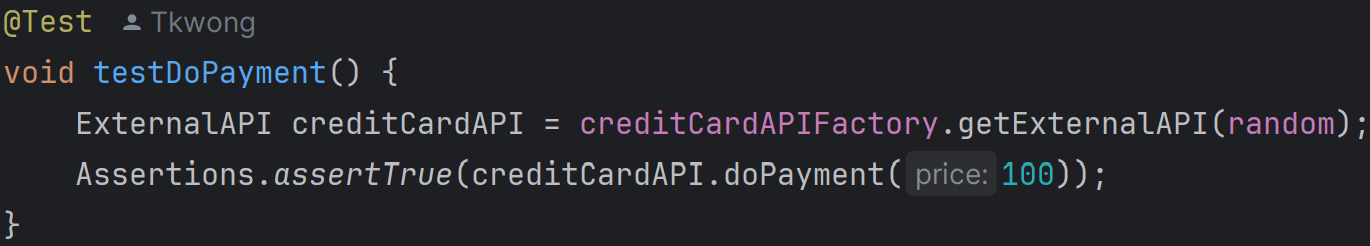 @Test Tkwong
void testDoPayment() {
    ExternalAPI creditCardAPI = creditCardAPIFactory.getExternalAPI(random);
    Assertions.assertTrue(creditCardAPI.doPayment( price: 100));
}